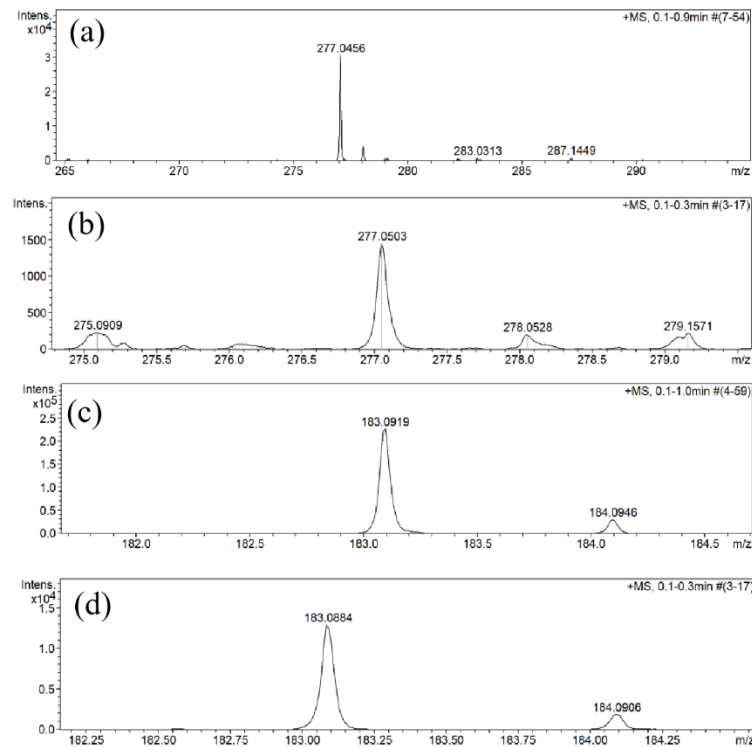 Intens.
x10⁴
(a)
+MS, 0.1-0.9min #(7-54)
277.0456
3
2
1
0
283.0313
287.1449
265 270 275 280 285 290 m/z
Intens.
(b)
+MS, 0.1-0.3min #(3-17)
1500
1000
500
0
277.0503
275.0909
278.0528
279.1571
275.0 275.5 276.0 276.5 277.0 277.5 278.0 278.5 279.0 m/z
Intens.
x10⁵
(c)
+MS, 0.1-1.0min #(4-59)
183.0919
2.5
2.0
1.5
1.0
0.5
0.0
184.0946
182.0 182.5 183.0 183.5 184.0 184.5 m/z
Intens.
x10⁴
(d)
+MS, 0.1-0.3min #(3-17)
183.0884
1.5
1.0
0.5
0.0
184.0906
182.25 182.50 182.75 183.00 183.25 183.50 183.75 184.00 184.25 m/z